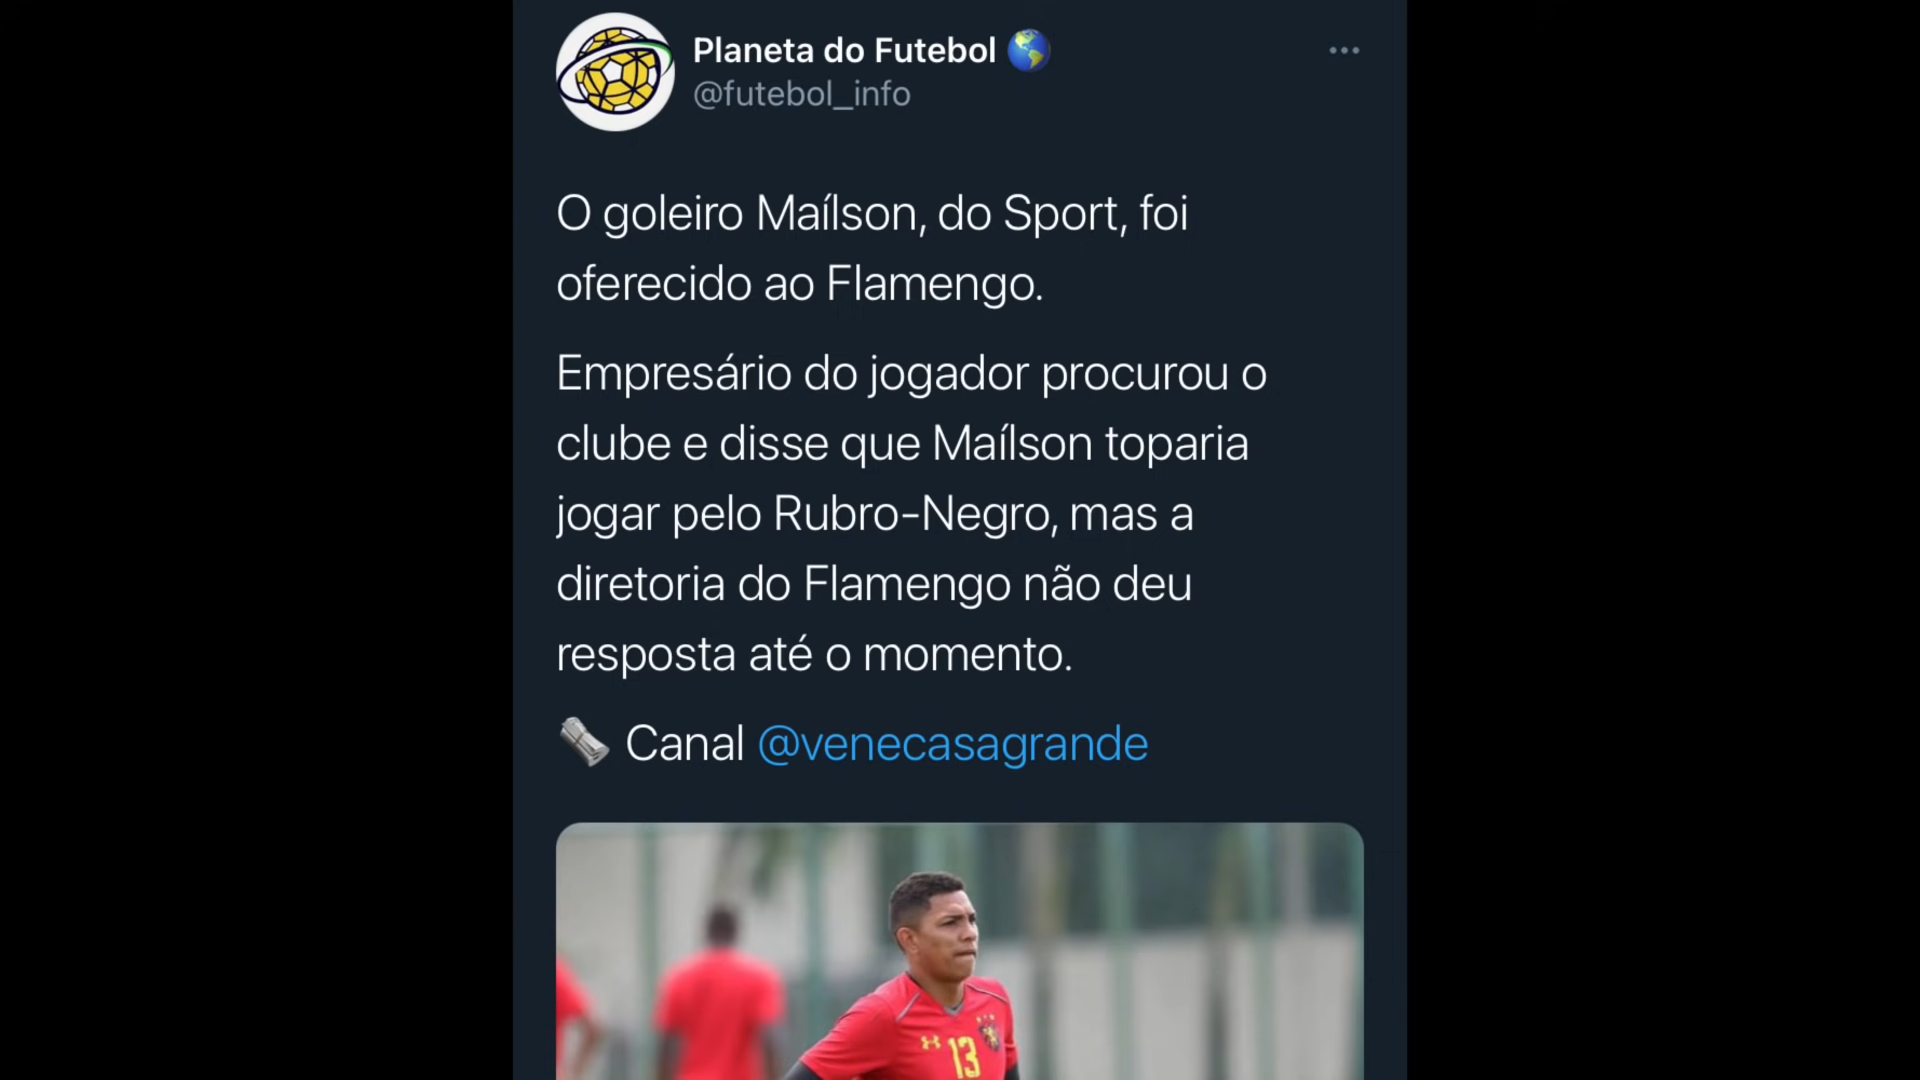 Planeta do Futebol 🌎
@futebol_info
O goleiro Maílson, do Sport, foi
oferecido ao Flamengo.
Empresário do jogador procurou o
clube e disse que Maílson toparia
jogar pelo Rubro-Negro, mas a
diretoria do Flamengo não deu
resposta até o momento.
🗞️ Canal @venecasagrande
13